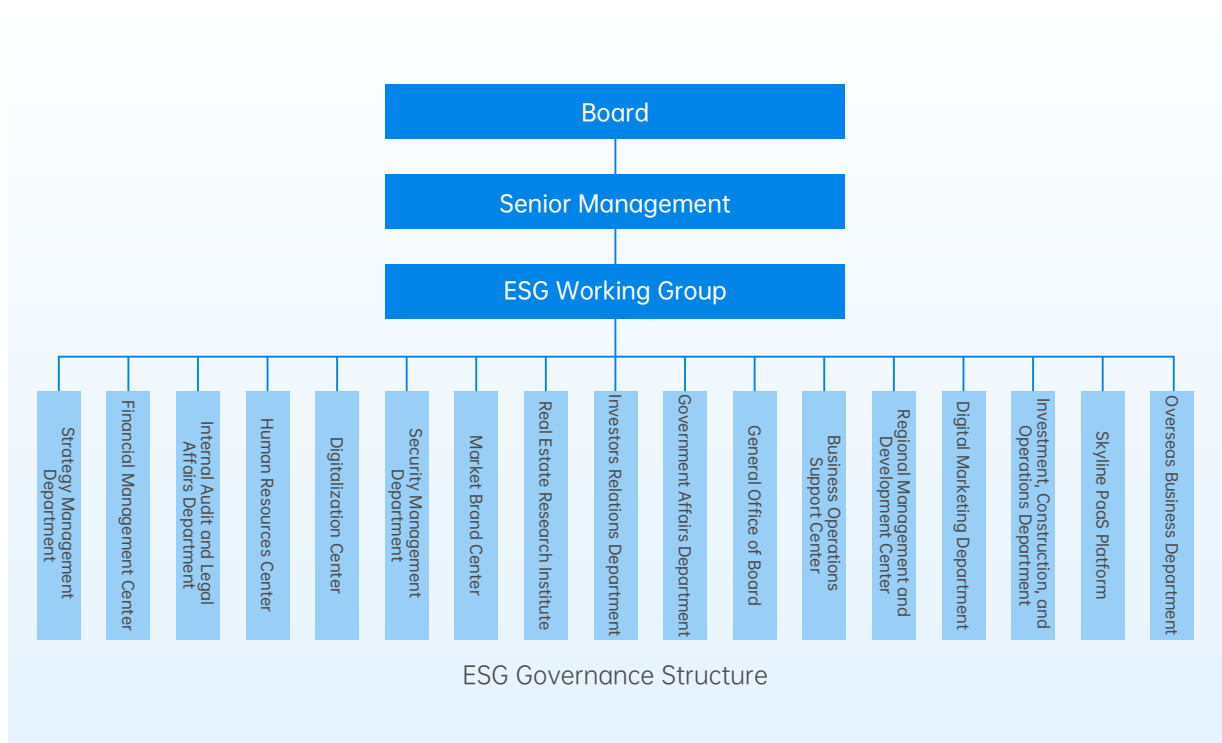 Board
Senior Management
ESG Working Group
Strategy Management
Department
Financial Management Center
Internal Audit and Legal
Affairs Department
Human Resources Center
Digitalization Center
Security Management
Department
Market Brand Center
Real Estate Research Institute
Investors Relations Department
Government Affairs Department
General Office of Board
Business Operations
Support Center
Regional Management and
Development Center
Digital Marketing Department
Investment, Construction, and
Operations Department
Skyline PaaS Platform
Overseas Business Department
ESG Governance Structure